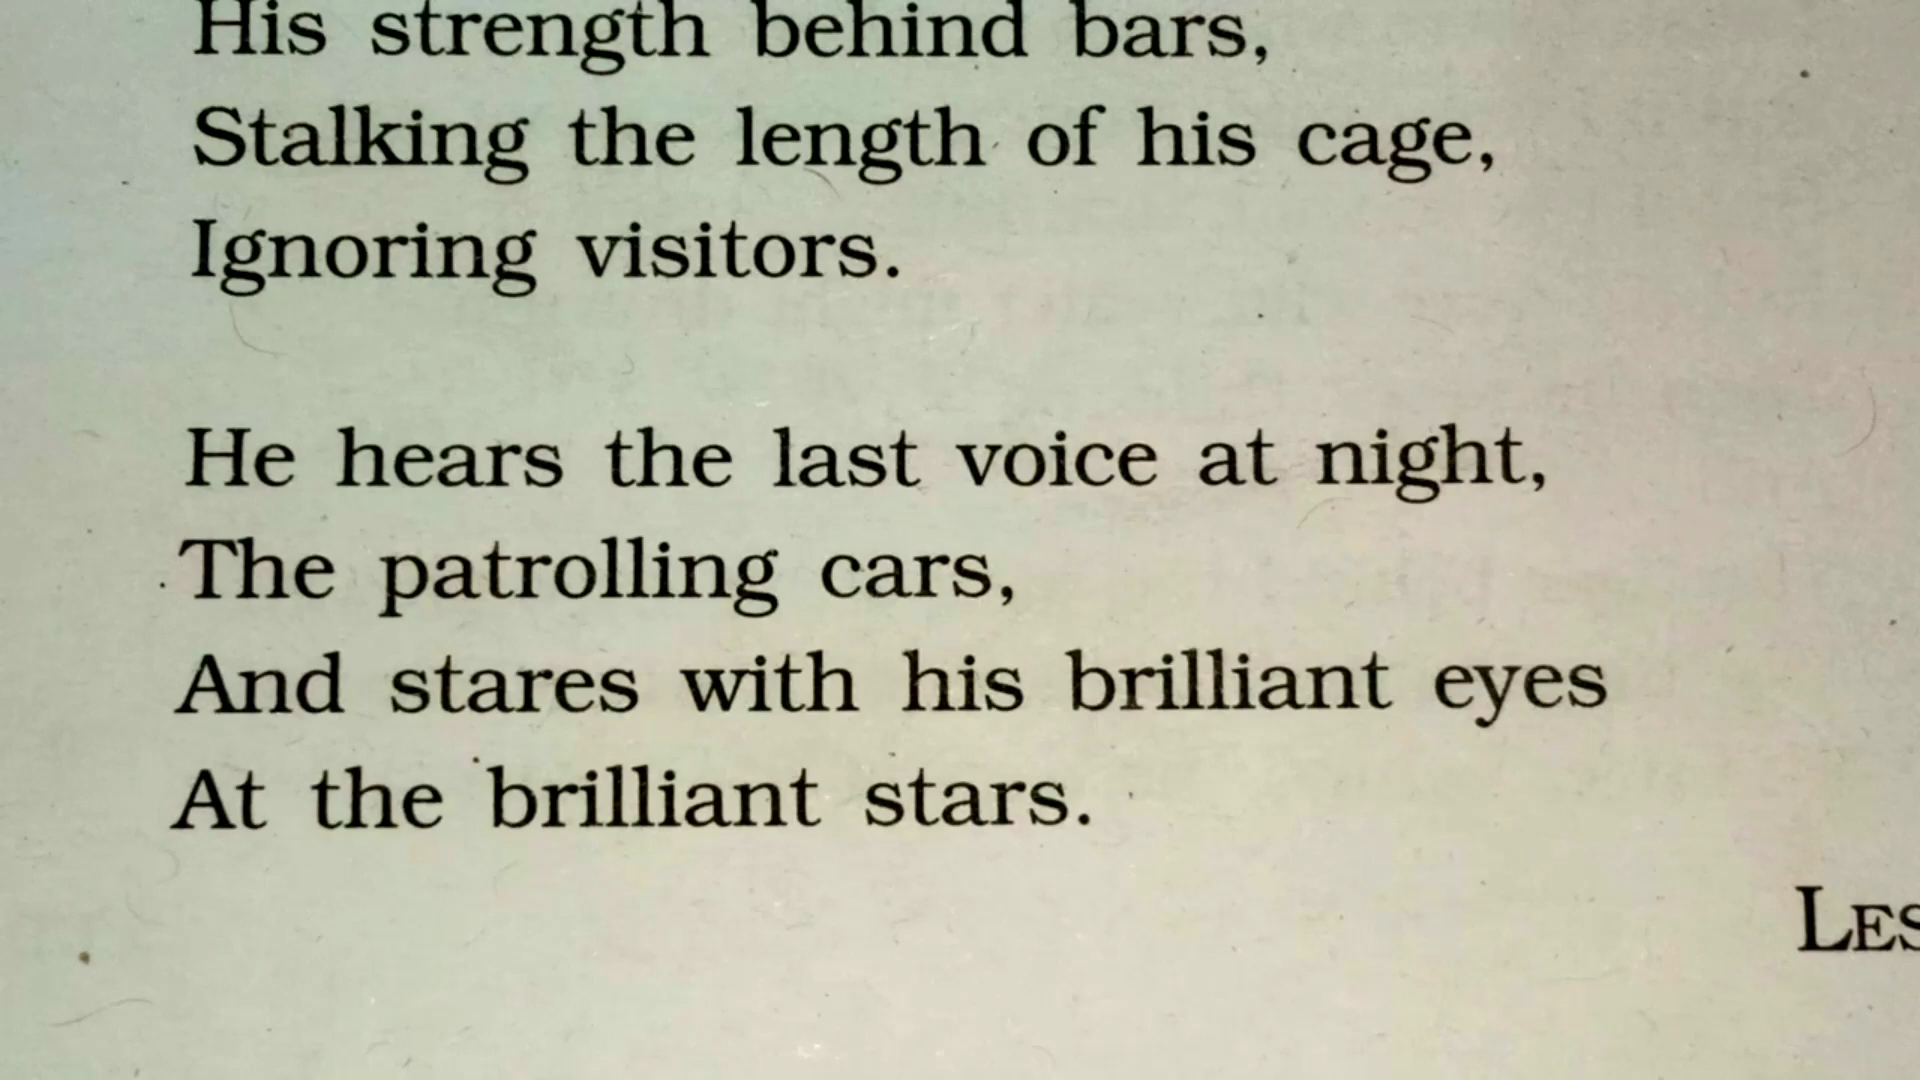 His strength behind bars,
Stalking the length of his cage,
Ignoring visitors.
He hears the last voice at night,
The patrolling cars,
And stares with his brilliant eyes
At the brilliant stars.
LES